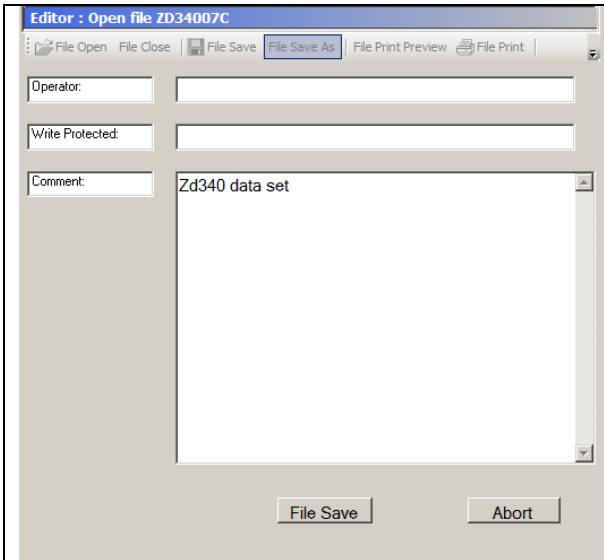 Editor : Open file ZD34007C
File Open File Close File Save File Save As File Print Preview File Print
Operator:
Write Protected:
Comment:
Zd340 data set
File Save Abort